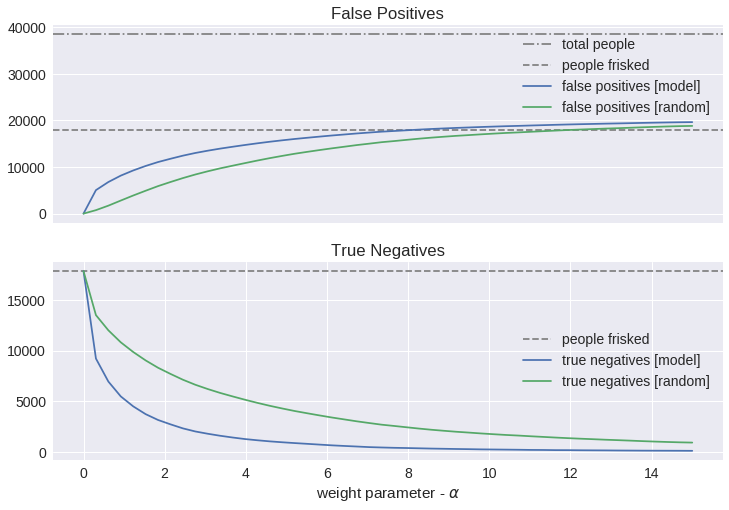 False Positives
40000
30000
20000
10000
0
total people
people frisked
false positives [model]
false positives [random]
True Negatives
15000
10000
5000
0
people frisked
true negatives [model]
true negatives [random]
0 2 4 6 8 10 12 14
weight parameter - α